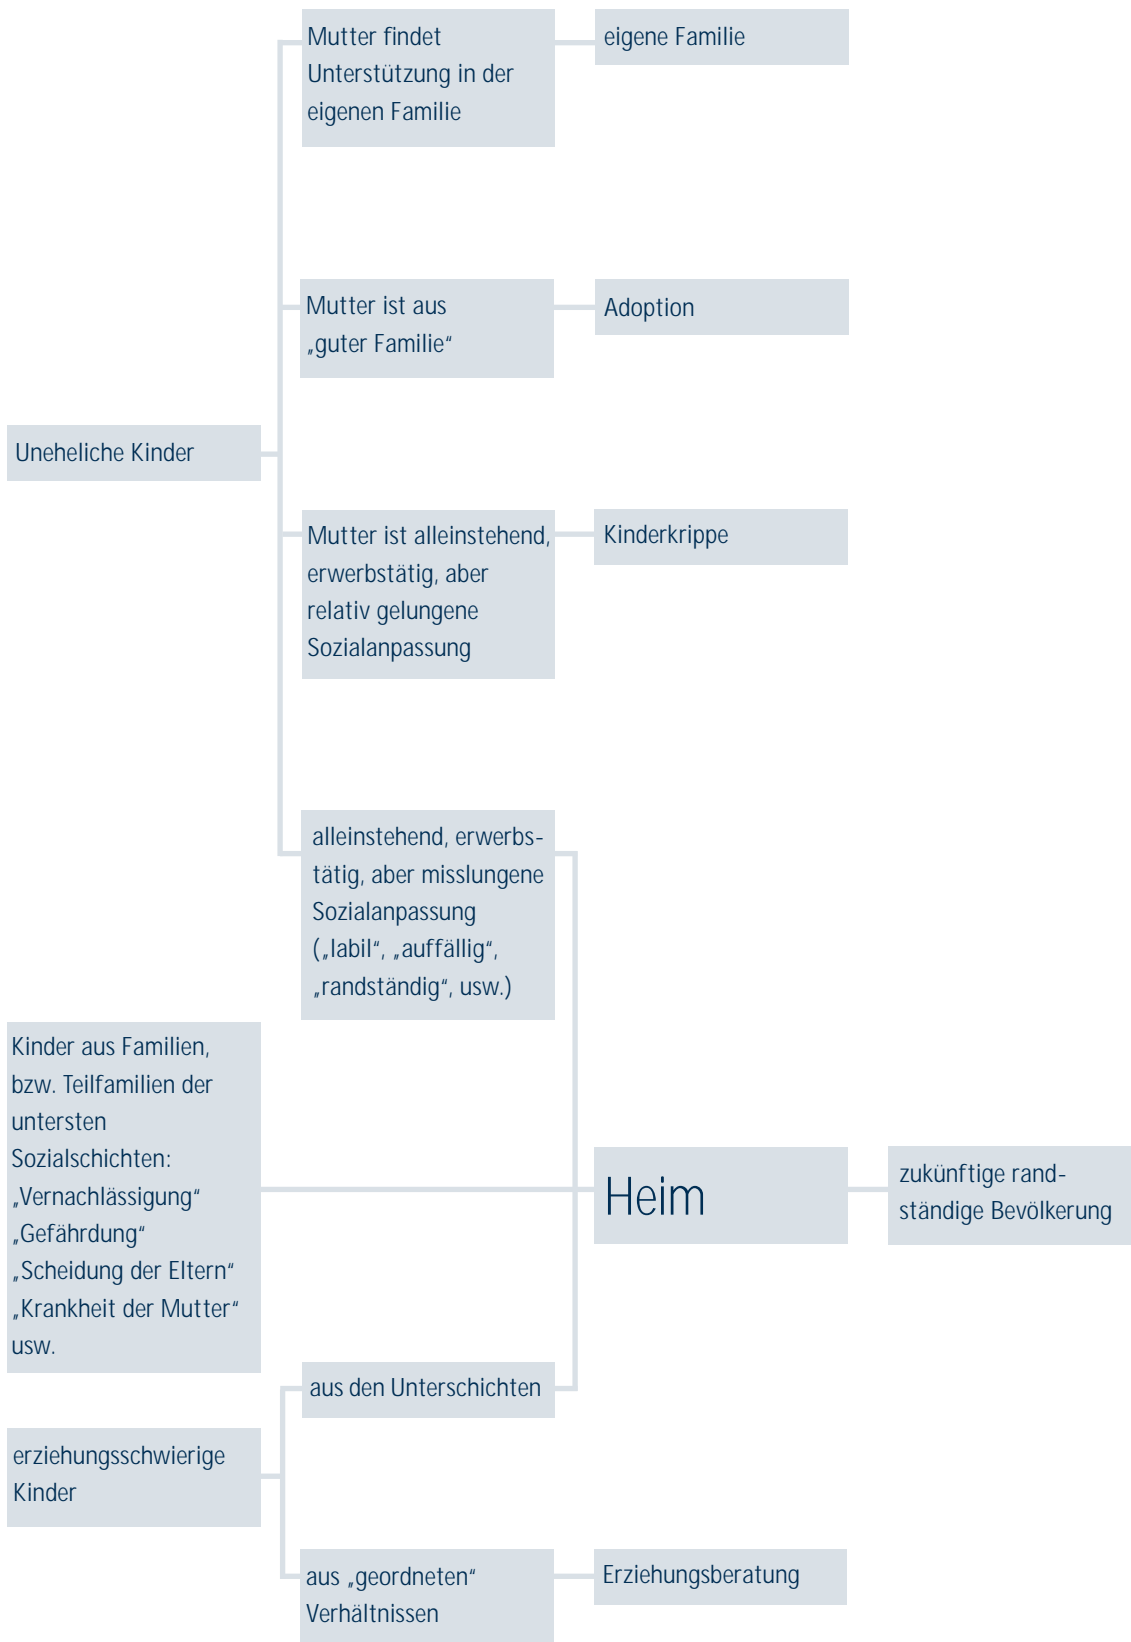 Mutter findet
Unterstützung in der
eigenen Familie
eigene Familie
Mutter ist aus
„guter Familie“
Adoption
Uneheliche Kinder
Mutter ist alleinstehend,
erwerbstätig, aber
relativ gelungene
Sozialanpassung
Kinderkrippe
alleinstehend, erwerbs-
tätig, aber misslungene
Sozialanpassung
(„labil“, „auffällig“,
„randständig“, usw.)
Kinder aus Familien,
bzw. Teilfamilien der
untersten
Sozialschichten:
„Vernachlässigung“
„Gefährdung“
„Scheidung der Eltern“
„Krankheit der Mutter“
usw.
Heim
zukünftige rand-
ständige Bevölkerung
aus den Unterschichten
erziehungsschwierige
Kinder
aus „geordneten“
Verhältnissen
Erziehungsberatung